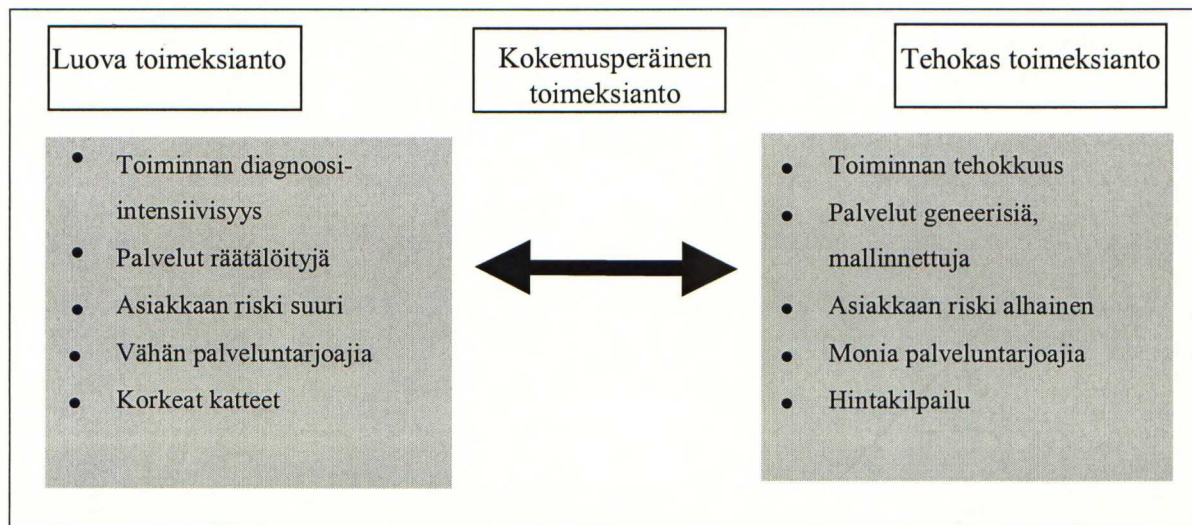 Luova toimeksianto
Kokemusperäinen
toimeksianto
Tehokas toimeksianto
• Toiminnan diagnoosi-
intensiivisyys
• Palvelut räätälöityjä
• Asiakkaan riski suuri
• Vähän palveluntarjoajia
• Korkeat katteet
• Toiminnan tehokkuus
• Palvelut geneerisiä,
mallinnettuja
• Asiakkaan riski alhainen
• Monia palveluntarjoajia
• Hintakilpailu